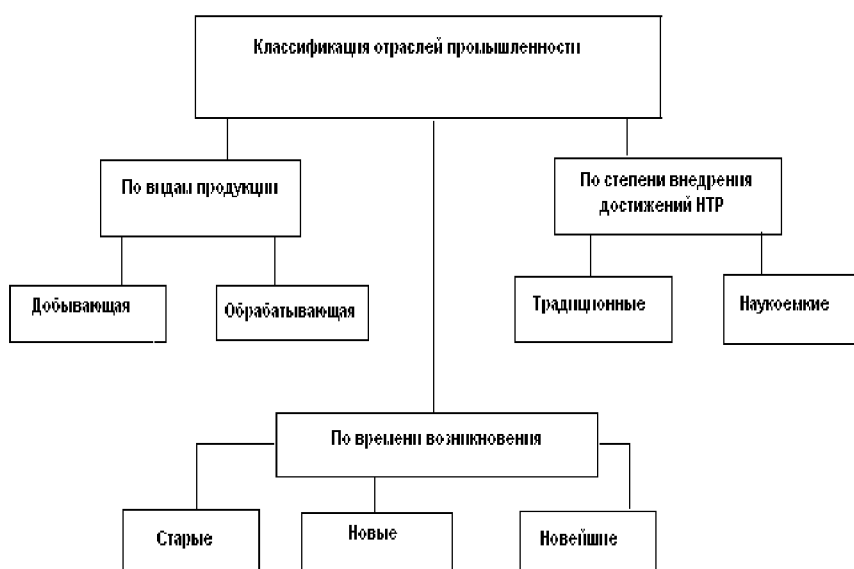 Классификация отраслей промышленности
По видам продукции
По степени внедрения
достижений НТР
Добывающая
Обрабатывающая
Традиционные
Наукоемкие
По времени возникновения
Старые
Новые
Новейшие